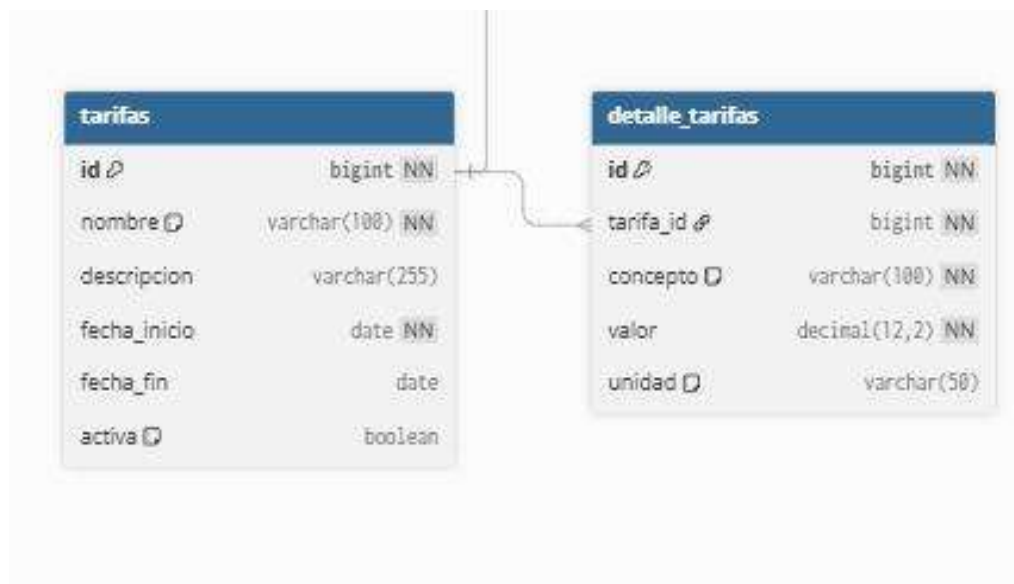 tarifas
id bigint NN
nombre varchar(100) NN
descripcion varchar(255)
fecha_inicio date NN
fecha_fin date
activa boolean
detalle_tarifas
id bigint NN
tarifa_id bigint NN
concepto varchar(100) NN
valor decimal(12,2) NN
unidad varchar(50)